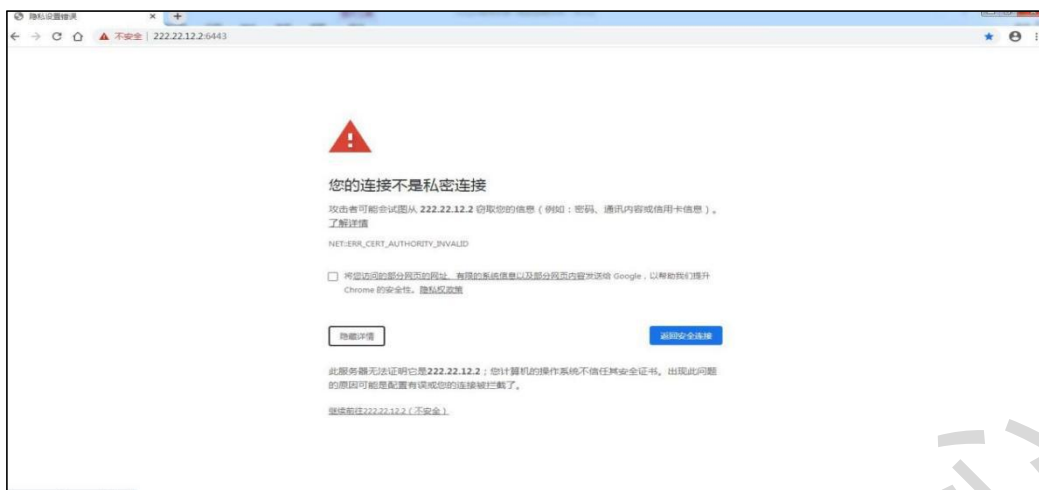 隐私设置错误
不安全 | 222.22.12.2:6443
您的连接不是私密连接
攻击者可能会试图从 222.22.12.2 窃取您的信息（例如：密码、通讯内容或信用卡信息）。
了解详情
NET::ERR_CERT_AUTHORITY_INVALID
将您访问的部分网页的网址、有限的系统信息以及部分网页内容发送给 Google，以帮助我们提升
Chrome 的安全性。隐私权政策
隐藏详情
返回安全连接
此服务器无法证明它是222.22.12.2；您计算机的操作系统不信任其安全证书。出现此问题
的原因可能是配置有误或您的连接被拦截了。
继续前往222.22.12.2（不安全）